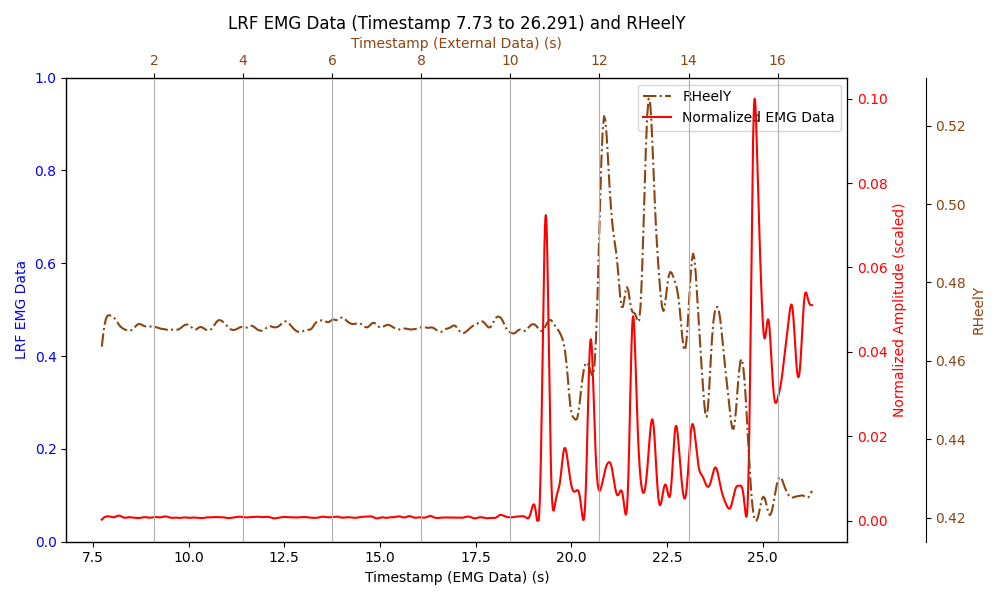 LRF EMG Data (Timestamp 7.73 to 26.291) and RHeelY
Timestamp (External Data) (s)
2 4 6 8 10 12 14 16
RHeelY
Normalized EMG Data
1.0
0.8
0.6
0.4
0.2
0.0
LRF EMG Data
0.10
0.08
0.06
0.04
0.02
0.00
Normalized Amplitude (scaled)
0.52
0.50
0.48
0.46
0.44
0.42
RHeelY
7.5 10.0 12.5 15.0 17.5 20.0 22.5 25.0
Timestamp (EMG Data) (s)